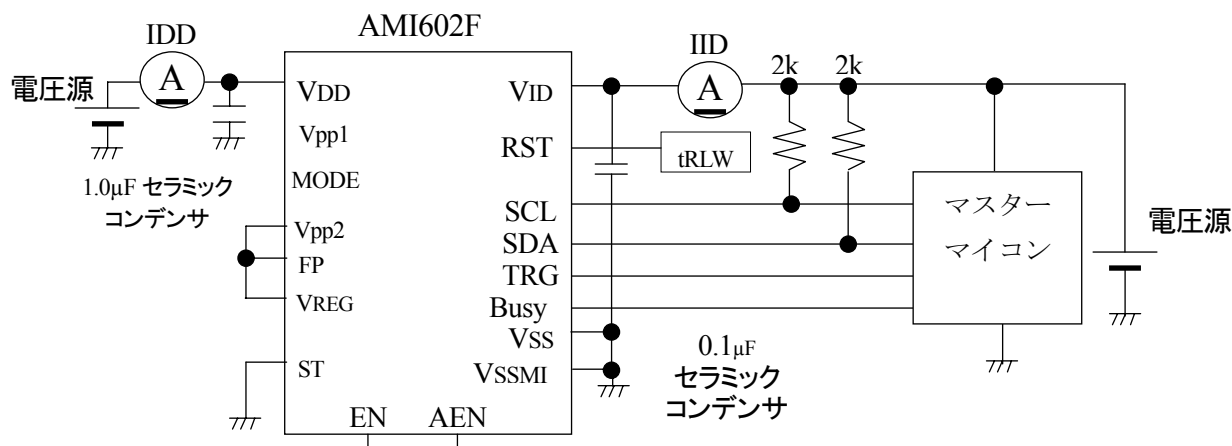 AMI602F
IDD
IID
電圧源
A
A
2k
2k
VDD
VID
Vpp1
RST
tRLW
MODE
1.0μF セラミック
コンデンサ
SCL
マスター
マイコン
電圧源
Vpp2
SDA
FP
TRG
VREG
Busy
VSS
0.1μF
セラミック
コンデンサ
ST
VSSMI
EN
AEN